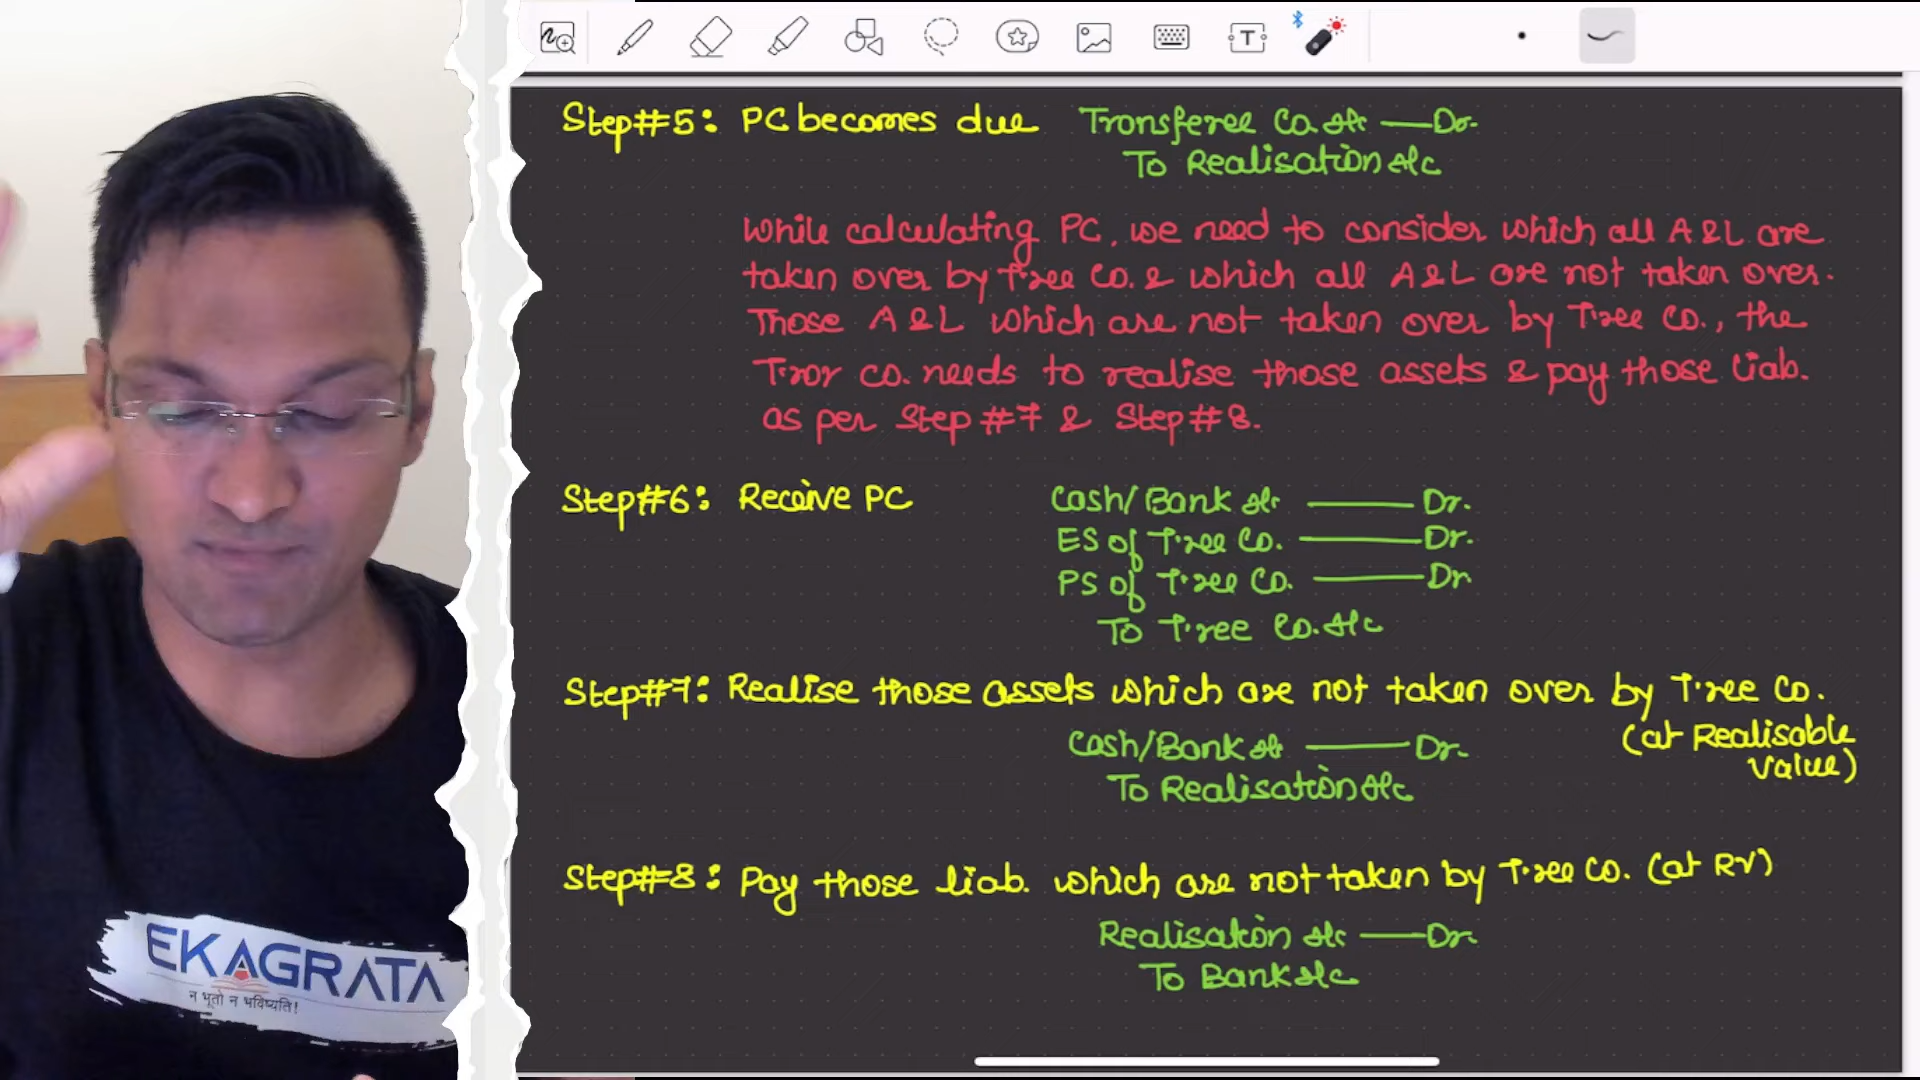 Step#5: PC becomes due Transferee Co. A/c —Dr.
To Realisation A/c
While calculating PC, we need to consider which all A & L are
taken over by T'ree Co. & which all A & L are not taken over.
Those A & L which are not taken over by T'ree Co., the
T'ror co. needs to realise those assets & pay those liab.
as per Step #7 & Step#8.
Step#6: Receive PC Cash/Bank A/c — Dr.
ES of T'ree Co. — Dr.
PS of T'ree Co. — Dr.
To T'ree Co. A/c
Step#7: Realise those assets which are not taken over by T'ree Co.
(at Realisable
Value)
Cash/Bank A/c — Dr.
To Realisation A/c
Step#8: Pay those liab. which are not taken by T'ree Co. (at RV)
Realisation A/c — Dr.
To Bank A/c
EKAGRATA
न भूतो न भविष्यति!
T